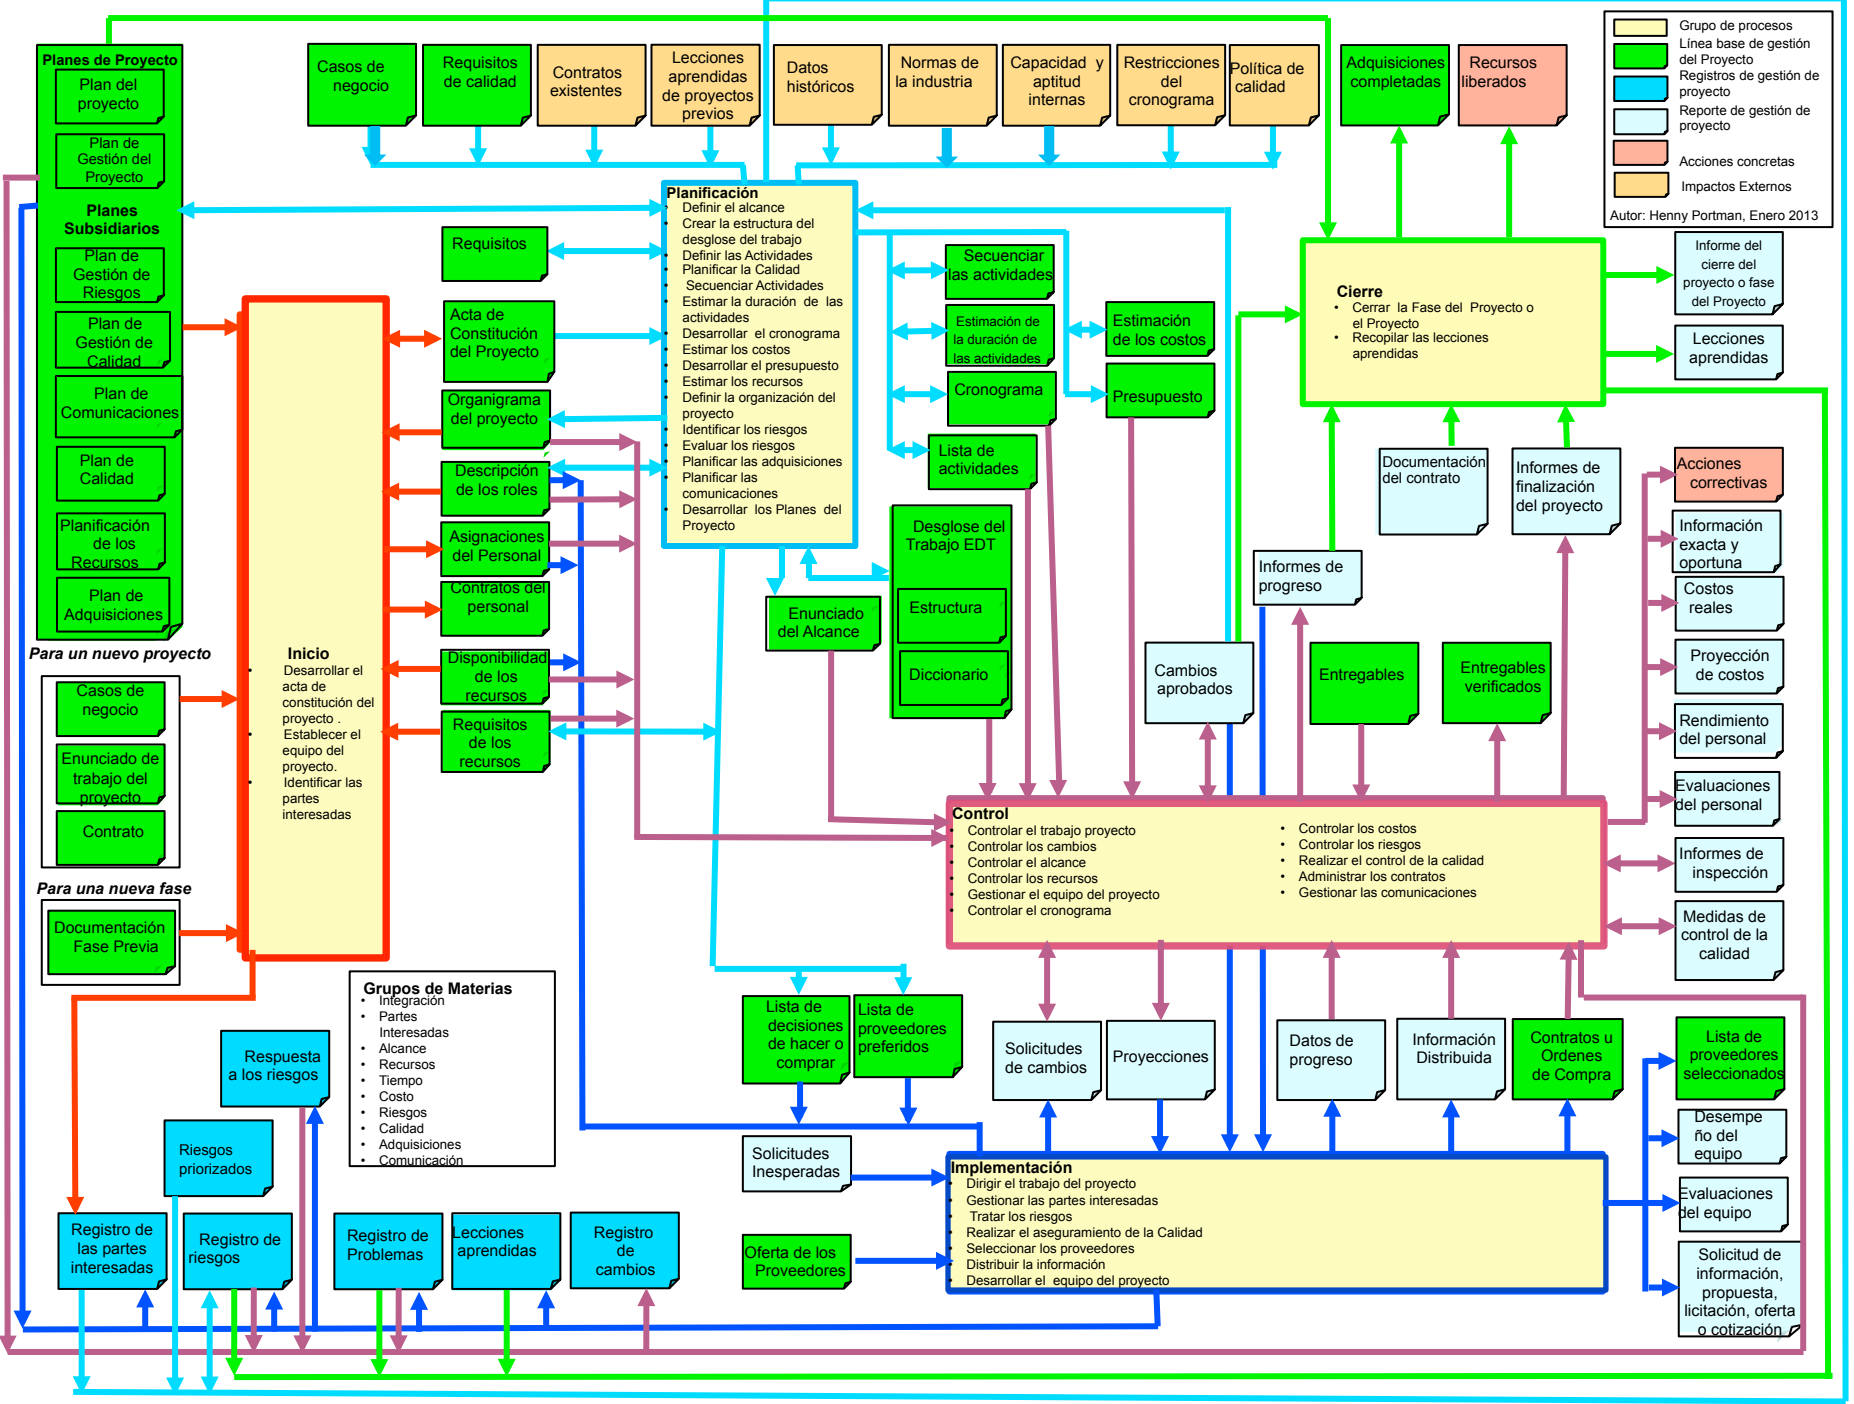 Planes de Proyecto
Plan del
proyecto
Plan de
Gestión del
Proyecto
Planes
Subsidiarios
Plan de
Gestión de
Riesgos
Plan de
Gestión de
Calidad
Plan de
Comunicaciones
Plan de
Calidad
Planificación
de los
Recursos
Plan de
Adquisiciones
Para un nuevo proyecto
Casos de
negocio
Enunciado de
trabajo del
proyecto
Contrato
Para una nueva fase
Documentación
Fase Previa
Casos de
negocio
Requisitos
de calidad
Contratos
existentes
Lecciones
aprendidas
de proyectos
previos
Datos
históricos
Normas de
la industria
Capacidad y
aptitud
internas
Restricciones
del
cronograma
Política de
calidad
Adquisiciones
completadas
Recursos
liberados
Grupo de procesos
Línea base de gestión
del Proyecto
Registros de gestión de
proyecto
Reporte de gestión de
proyecto
Acciones concretas
Impactos Externos
Autor: Henny Portman, Enero 2013
Inicio
• Desarrollar el
acta de
constitución del
proyecto .
• Establecer el
equipo del
proyecto.
• Identificar las
partes
interesadas
Requisitos
Acta de
Constitución
del Proyecto
Organigrama
del proyecto
Descripción
de los roles
Asignaciones
del Personal
Contratos del
personal
Disponibilidad
de los
recursos
Requisitos
de los
recursos
Planificación
• Definir el alcance
• Crear la estructura del
desglose del trabajo
• Definir las Actividades
• Planificar la Calidad
• Secuenciar Actividades
• Estimar la duración de las
actividades
• Desarrollar el cronograma
• Estimar los costos
• Desarrollar el presupuesto
• Estimar los recursos
• Definir la organización del
proyecto
• Identificar los riesgos
• Evaluar los riesgos
• Planificar las adquisiciones
• Planificar las
comunicaciones
• Desarrollar los Planes del
Proyecto
Secuenciar
las actividades
Estimación de
la duración de
las actividades
Cronograma
Lista de
actividades
Estimación
de los costos
Presupuesto
Desglose del
Trabajo EDT
Estructura
Diccionario
Enunciado
del Alcance
Cierre
• Cerrar la Fase del Proyecto o
el Proyecto
• Recopilar las lecciones
aprendidas
Informe del
cierre del
proyecto o fase
del Proyecto
Lecciones
aprendidas
Documentación
del contrato
Informes de
finalización
del proyecto
Informes de
progreso
Cambios
aprobados
Entregables
Entregables
verificados
Acciones
correctivas
Información
exacta y
oportuna
Costos
reales
Proyección
de costos
Rendimiento
del personal
Evaluaciones
del personal
Informes de
inspección
Medidas de
control de la
calidad
Control
• Controlar el trabajo proyecto
• Controlar los cambios
• Controlar el alcance
• Controlar los recursos
• Gestionar el equipo del proyecto
• Controlar el cronograma
• Controlar los costos
• Controlar los riesgos
• Realizar el control de la calidad
• Administrar los contratos
• Gestionar las comunicaciones
Grupos de Materias
• Integración
• Partes
Interesadas
• Alcance
• Recursos
• Tiempo
• Costo
• Riesgos
• Calidad
• Adquisiciones
• Comunicación
Lista de
decisiones
de hacer o
comprar
Lista de
proveedores
preferidos
Solicitudes
de cambios
Proyecciones
Datos de
progreso
Información
Distribuida
Contratos u
Ordenes
de Compra
Lista de
proveedores
seleccionados
Desempe
ño del
equipo
Evaluaciones
del equipo
Solicitud de
información,
propuesta,
licitación, oferta
o cotización
Solicitudes
Inesperadas
Oferta de los
Proveedores
Implementación
• Dirigir el trabajo del proyecto
• Gestionar las partes interesadas
• Tratar los riesgos
• Realizar el aseguramiento de la Calidad
• Seleccionar los proveedores
• Distribuir la información
• Desarrollar el equipo del proyecto
Respuesta
a los riesgos
Riesgos
priorizados
Registro de
las partes
interesadas
Registro de
riesgos
Registro de
Problemas
Lecciones
aprendidas
Registro
de
cambios